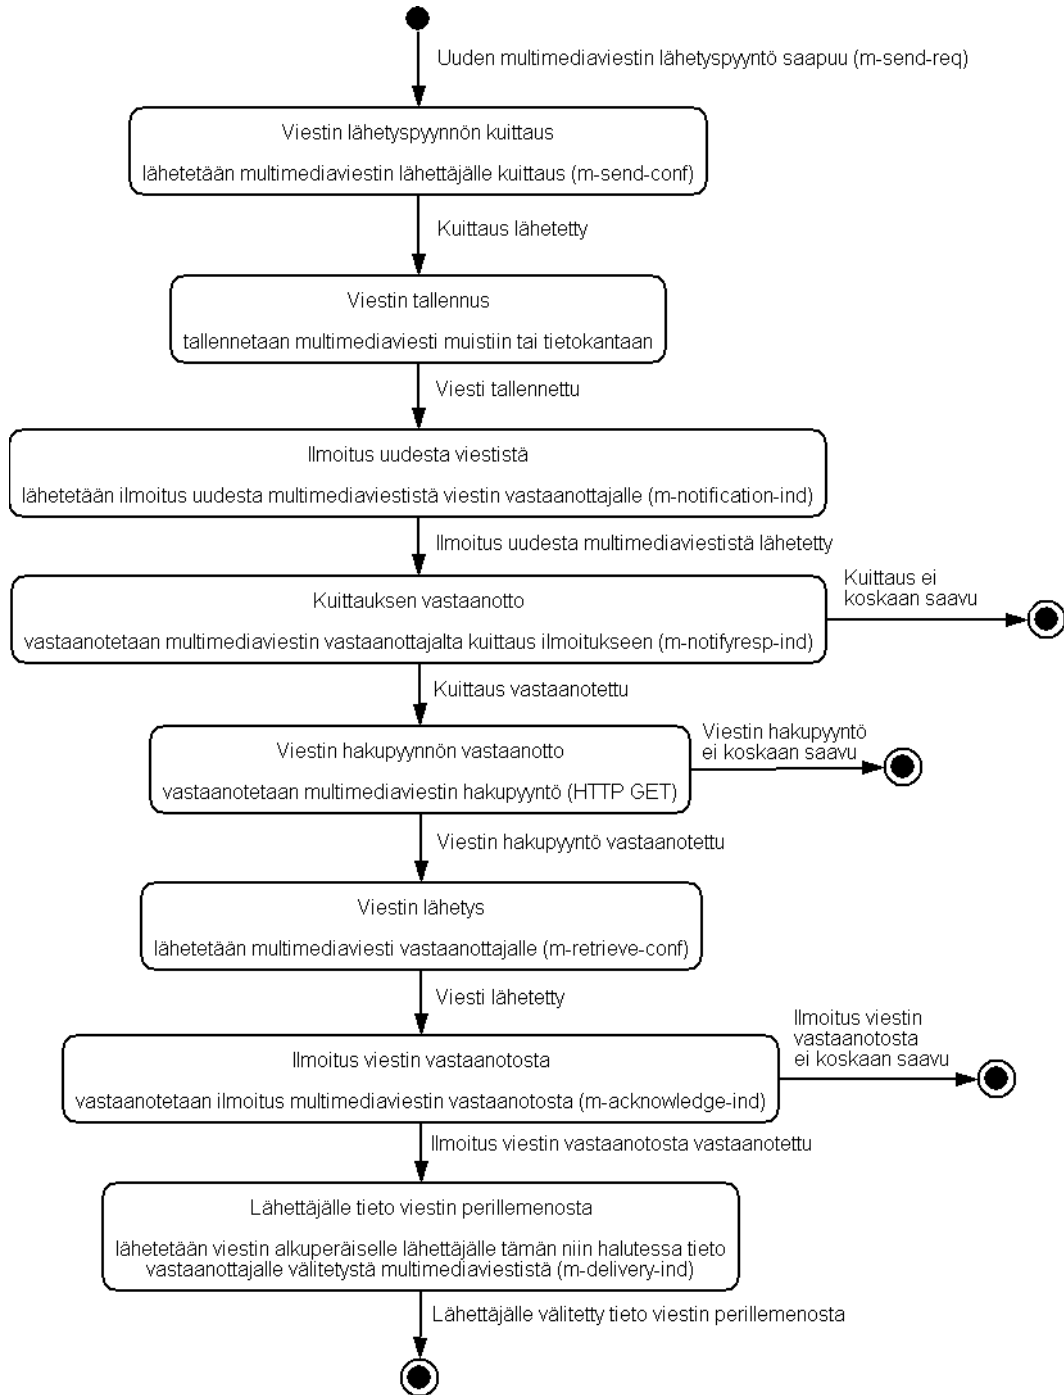 Uuden multimediaviestin lähetyspyyntö saapuu (m-send-req)
Viestin lähetyspyynnön kuittaus
lähetetään multimediaviestin lähettäjälle kuittaus (m-send-conf)
Kuittaus lähetetty
Viestin tallennus
tallennetaan multimediaviesti muistiin tai tietokantaan
Viesti tallennettu
Ilmoitus uudesta viestistä
lähetetään ilmoitus uudesta multimediaviestistä viestin vastaanottajalle (m-notification-ind)
Ilmoitus uudesta multimediaviestistä lähetetty
Kuittauksen vastaanotto
vastaanotetaan multimediaviestin vastaanottajalta kuittaus ilmoitukseen (m-notifyresp-ind)
Kuittaus ei
koskaan saavu
Kuittaus vastaanotettu
Viestin hakupyynnön vastaanotto
vastaanotetaan multimediaviestin hakupyyntö (HTTP GET)
Viestin hakupyyntö
ei koskaan saavu
Viestin hakupyyntö vastaanotettu
Viestin lähetys
lähetetään multimediaviesti vastaanottajalle (m-retrieve-conf)
Viesti lähetetty
Ilmoitus viestin vastaanotosta
vastaanotetaan ilmoitus multimediaviestin vastaanotosta (m-acknowledge-ind)
Ilmoitus viestin
vastaanotosta
ei koskaan saavu
Ilmoitus viestin vastaanotosta vastaanotettu
Lähettäjälle tieto viestin perillemenosta
lähetetään viestin alkuperäiselle lähettäjälle tämän niin halutessa tieto
vastaanottajalle välitetystä multimediaviestistä (m-delivery-ind)
Lähettäjälle välitetty tieto viestin perillemenosta